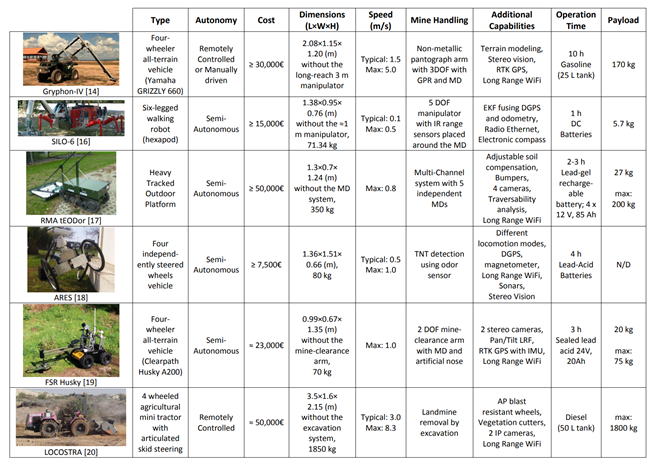 Type Autonomy Cost Dimensions (L×W×H) Speed (m/s) Mine Handling Additional Capabilities Operation Time Payload
Gryphon-IV [14]
Four-
wheeler
all-terrain
vehicle
(Yamaha
GRIZZLY 660)
Remotely
Controlled
or Manually
driven
≥ 30,000€
2.08×1.15×
1.20 (m)
without the
long-reach 3 m
manipulator
Typical: 1.5
Max: 5.0
Non-metallic
pantograph arm
with 3DOF with
GPR and MD
Terrain modeling,
Stereo vision,
RTK GPS,
Long Range WiFi
10 h
Gasoline
(25 L tank)
170 kg
SILO-6 [16]
Six-legged
walking
robot
(hexapod)
Semi-
Autonomous
≥ 15,000€
1.38×0.95×
0.76 (m)
without the ≈1
m manipulator,
71.34 kg
Typical: 0.1
Max: 0.5
5 DOF
manipulator
with IR range
sensors placed
around the MD
EKF fusing DGPS
and odometry,
Radio Ethernet,
Electronic compass
1 h
DC
Batteries
5.7 kg
RMA tEODor [17]
Heavy
Tracked
Outdoor
Platform
Semi-
Autonomous
≥ 50,000€
1.3×0.7×
1.24 (m)
without the MD
system,
350 kg
Max: 0.8
Multi-Channel
system with 5
independent
MDs
Adjustable soil
compensation,
Bumpers,
4 cameras,
Traversability
analysis,
Long Range WiFi
2-3 h
Lead-gel
recharge-
able
battery; 4 x
12 V, 85 Ah
27 kg
max:
200 kg
ARES [18]
Four
independ-
ently steered
wheels
vehicle
Semi-
Autonomous
≥ 7,500€
1.36×1.51×
0.66 (m),
80 kg
Typical: 0.5
Max: 1.0
TNT detection
using odor
sensor
Different
locomotion modes,
DGPS,
magnetometer,
Long Range WiFi,
Sonars,
Stereo Vision
4 h
Lead-Acid
Batteries
N/D
FSR Husky [19]
Four-
wheeler
all-terrain
vehicle
(Clearpath
Husky A200)
Semi-
Autonomous
≈ 23,000€
0.99×0.67×
1.35 (m)
without the
mine-clearance
arm,
70 kg
Max: 1.0
2 DOF mine-
clearance arm
with MD and
artificial nose
2 stereo cameras,
Pan/Tilt LRF,
RTK GPS with IMU,
Long Range WiFi
3 h
Sealed lead
acid 24V,
20Ah
20 kg
max:
75 kg
LOCOSTRA [20]
4 wheeled
agricultural
mini tractor
with
articulated
skid steering
Remotely
Controlled
≈ 50,000€
3.5×1.6×
2.15 (m)
without the
excavation
system,
1850 kg
Typical: 3.0
Max: 8.3
Landmine
removal by
excavation
AP blast
resistant wheels,
Vegetation cutters,
2 IP cameras,
Long Range WiFi
Diesel
(50 L tank)
max:
1800 kg